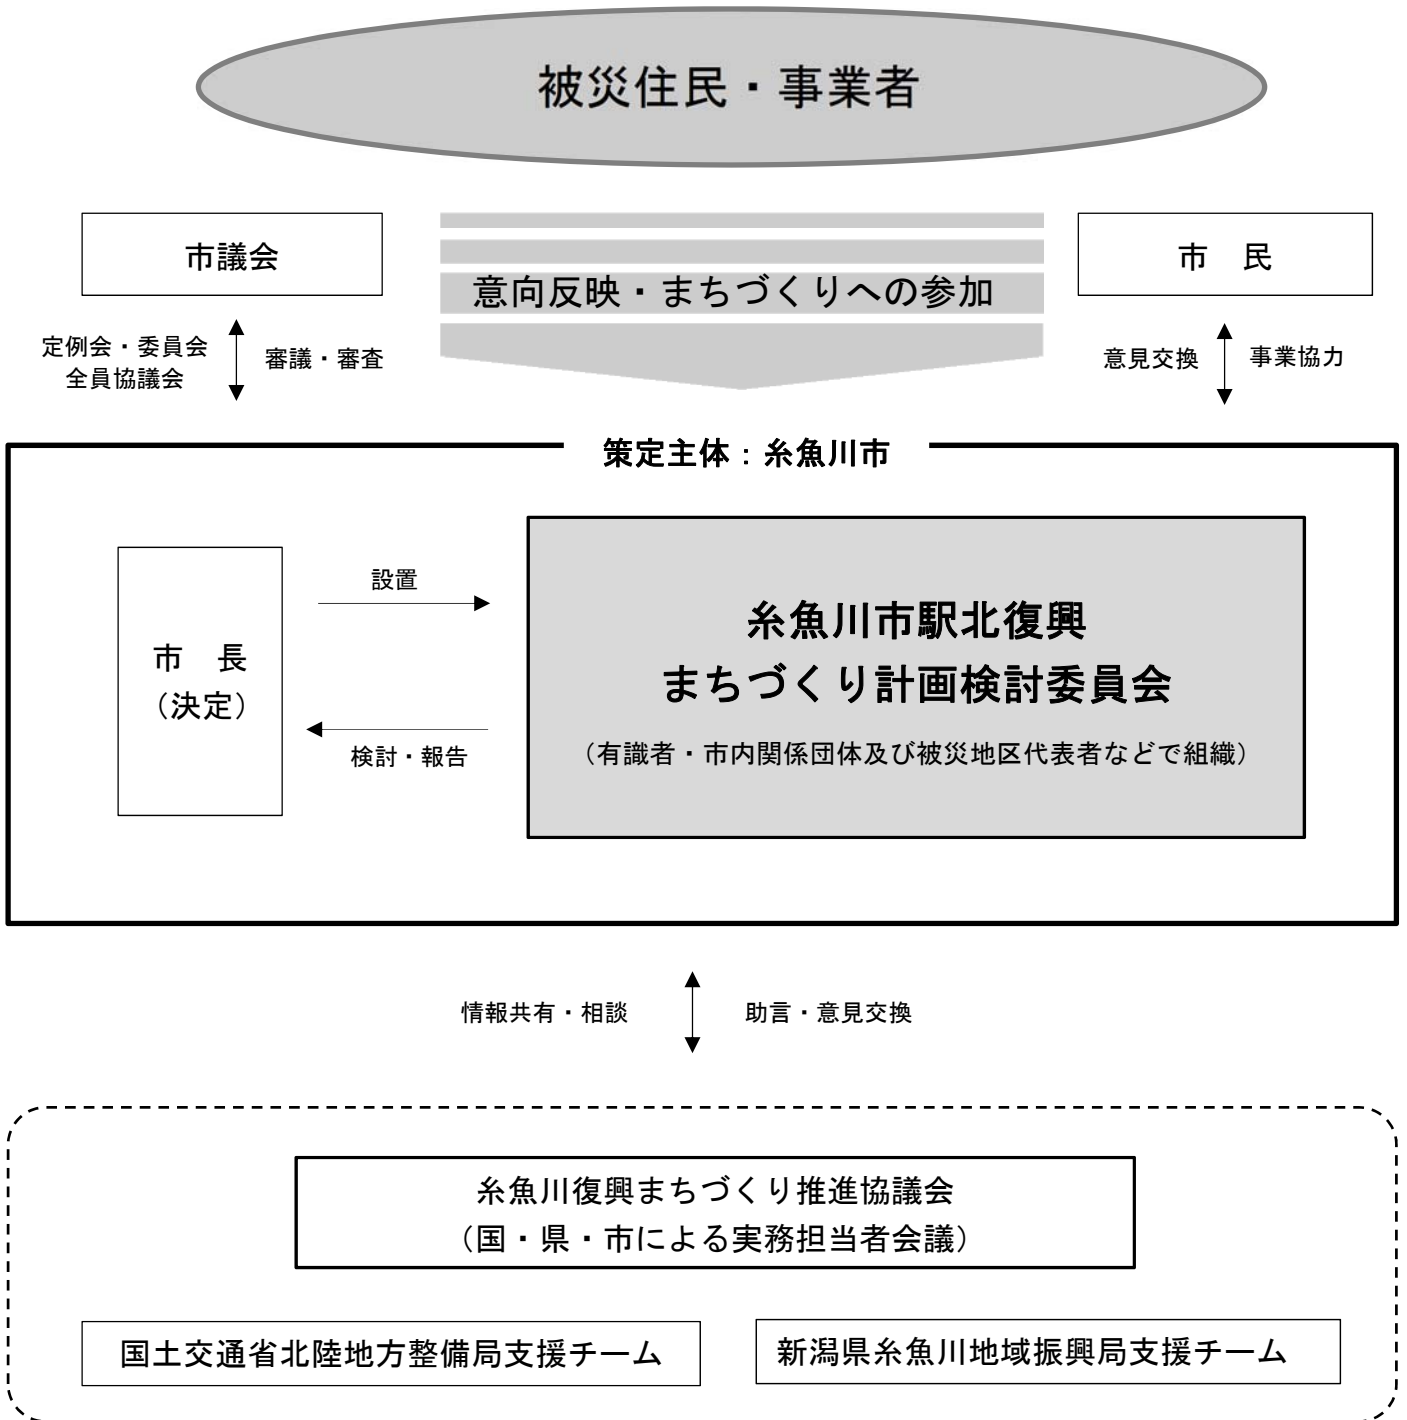 被災住民・事業者
市議会
意向反映・まちづくりへの参加
市　民
定例会・委員会
全員協議会
審議・審査
意見交換
事業協力
策定主体：糸魚川市
市　長
（決定）
設置
検討・報告
糸魚川市駅北復興
まちづくり計画検討委員会
（有識者・市内関係団体及び被災地区代表者などで組織）
情報共有・相談
助言・意見交換
糸魚川復興まちづくり推進協議会
（国・県・市による実務担当者会議）
国土交通省北陸地方整備局支援チーム
新潟県糸魚川地域振興局支援チーム